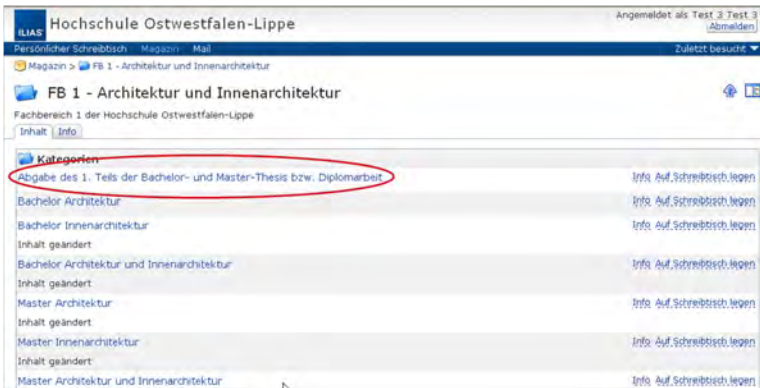 ILIAS Hochschule Ostwestfalen-Lippe
Angemeldet als Test 3 Test 3
Abmelden
Persönlicher Schreibtisch Magazin Mail Zuletzt besucht
Magazin > FB 1 - Architektur und Innenarchitektur
FB 1 - Architektur und Innenarchitektur
Fachbereich 1 der Hochschule Ostwestfalen-Lippe
Inhalt Info
Kategorien
Abgabe des 1. Teils der Bachelor- und Master-Thesis bzw. Diplomarbeit Info Auf Schreibtisch legen
Bachelor Architektur Info Auf Schreibtisch legen
Bachelor Innenarchitektur Info Auf Schreibtisch legen
Inhalt geändert
Bachelor Architektur und Innenarchitektur Info Auf Schreibtisch legen
Inhalt geändert
Master Architektur Info Auf Schreibtisch legen
Inhalt geändert
Master Innenarchitektur Info Auf Schreibtisch legen
Inhalt geändert
Master Architektur und Innenarchitektur Info Auf Schreibtisch legen